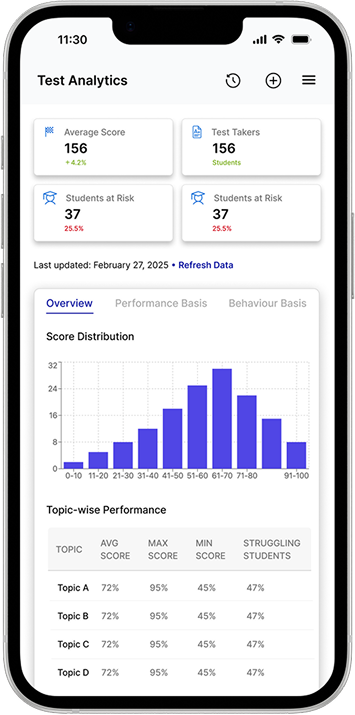 11:30
Test Analytics
Average Score
156
+ 4.2%
Test Takers
156
Students
Students at Risk
37
25.5%
Students at Risk
37
25.5%
Last updated: February 27, 2025 • Refresh Data
Overview Performance Basis Behaviour Basis
Score Distribution
32
24
16
8
0
0-10 11-20 21-30 31-40 41-50 51-60 61-70 71-80 91-100
Topic-wise Performance
TOPIC AVG SCORE MAX SCORE MIN SCORE STRUGGLING STUDENTS
Topic A 72% 95% 45% 47%
Topic B 72% 95% 45% 47%
Topic C 72% 95% 45% 47%
Topic D 72% 95% 45% 47%